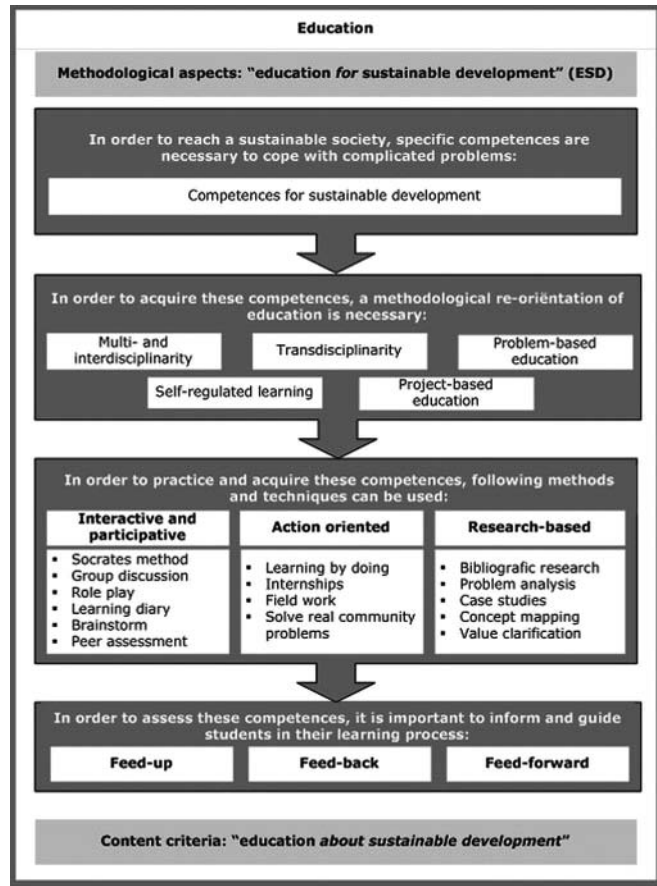 Education
Methodological aspects: “education for sustainable development” (ESD)
In order to reach a sustainable society, specific competences are
necessary to cope with complicated problems:
Competences for sustainable development
In order to acquire these competences, a methodological re-oriëntation of
education is necessary:
Multi- and
interdisciplinarity
Transdisciplinarity
Problem-based
education
Self-regulated learning
Project-based
education
In order to practice and acquire these competences, following methods
and techniques can be used:
Interactive and
participative
▪ Socrates method
▪ Group discussion
▪ Role play
▪ Learning diary
▪ Brainstorm
▪ Peer assessment
Action oriented
▪ Learning by doing
▪ Internships
▪ Field work
▪ Solve real community
problems
Research-based
▪ Bibliografic research
▪ Problem analysis
▪ Case studies
▪ Concept mapping
▪ Value clarification
In order to assess these competences, it is important to inform and guide
students in their learning process:
Feed-up
Feed-back
Feed-forward
Content criteria: “education about sustainable development”